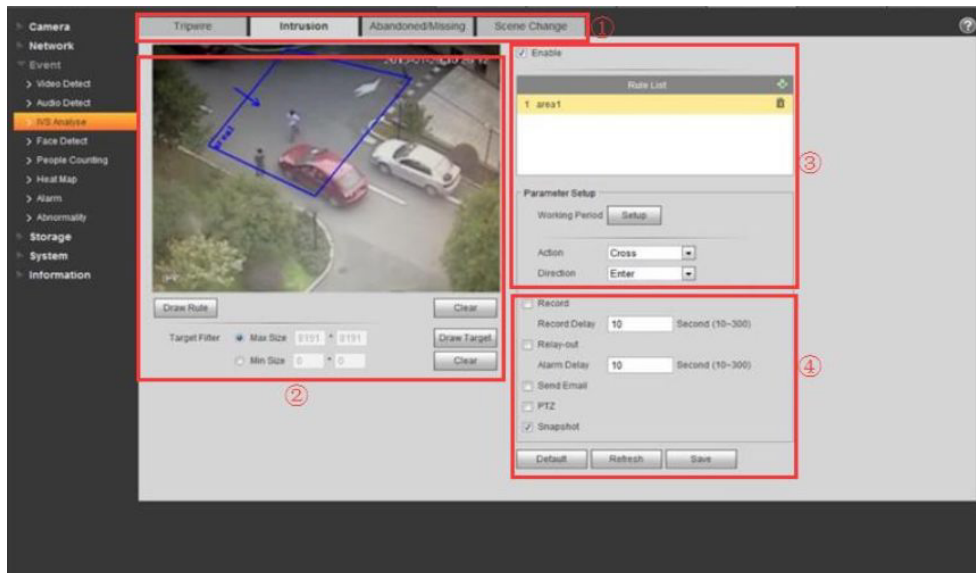 Camera
Network
Event
Video Detect
Audio Detect
IVS Analyse
Face Detect
People Counting
Heat Map
Alarm
Abnormality
Storage
System
Information
Tripwire Intrusion Abandoned/Missing Scene Change ①
area1
Draw Rule Clear
Target Filter Max Size 8191 * 8191 Draw Target
Min Size 0 * 0 Clear
②
Enable
Rule List
1 area1
③
Parameter Setup
Working Period Setup
Action Cross
Direction Enter
Record
Record Delay 10 Second (10~300)
Relay-out
Alarm Delay 10 Second (10~300)
④
Send Email
PTZ
Snapshot
Default Refresh Save